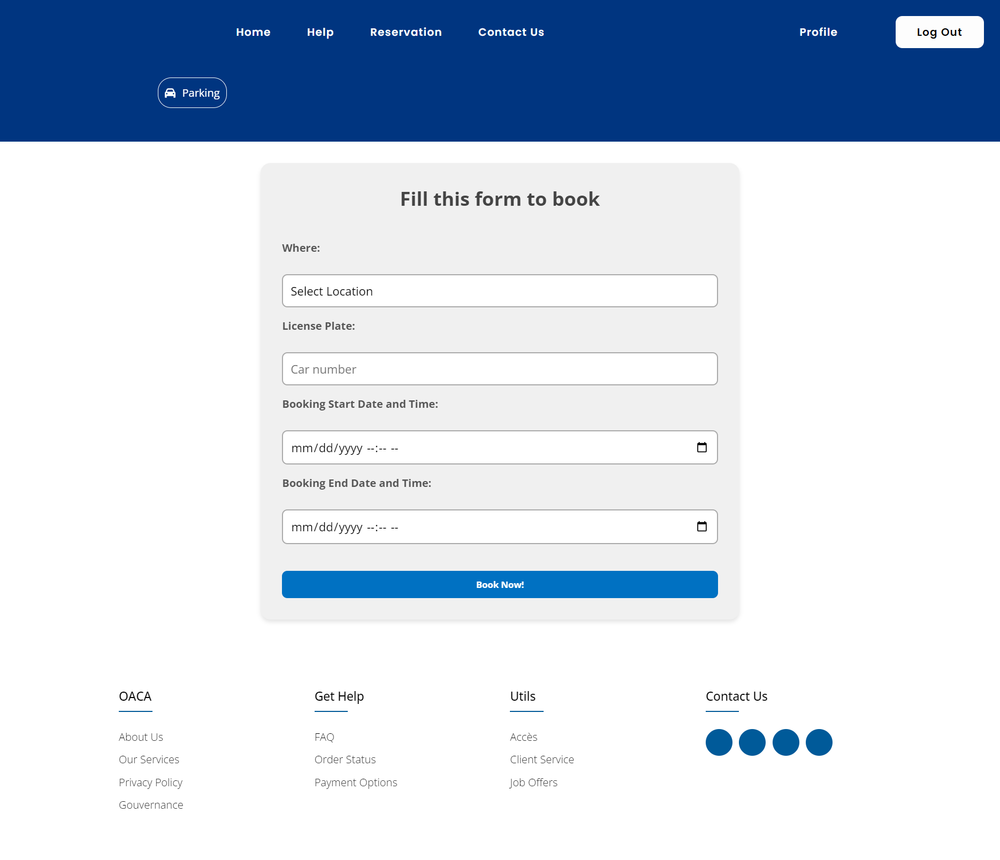 Home Help Reservation Contact Us Profile Log Out
Parking
Fill this form to book
Where:
Select Location
License Plate:
Car number
Booking Start Date and Time:
mm/dd/yyyy --:-- --
Booking End Date and Time:
mm/dd/yyyy --:-- --
Book Now!
OACA
About Us
Our Services
Privacy Policy
Gouvernance
Get Help
FAQ
Order Status
Payment Options
Utils
Accès
Client Service
Job Offers
Contact Us